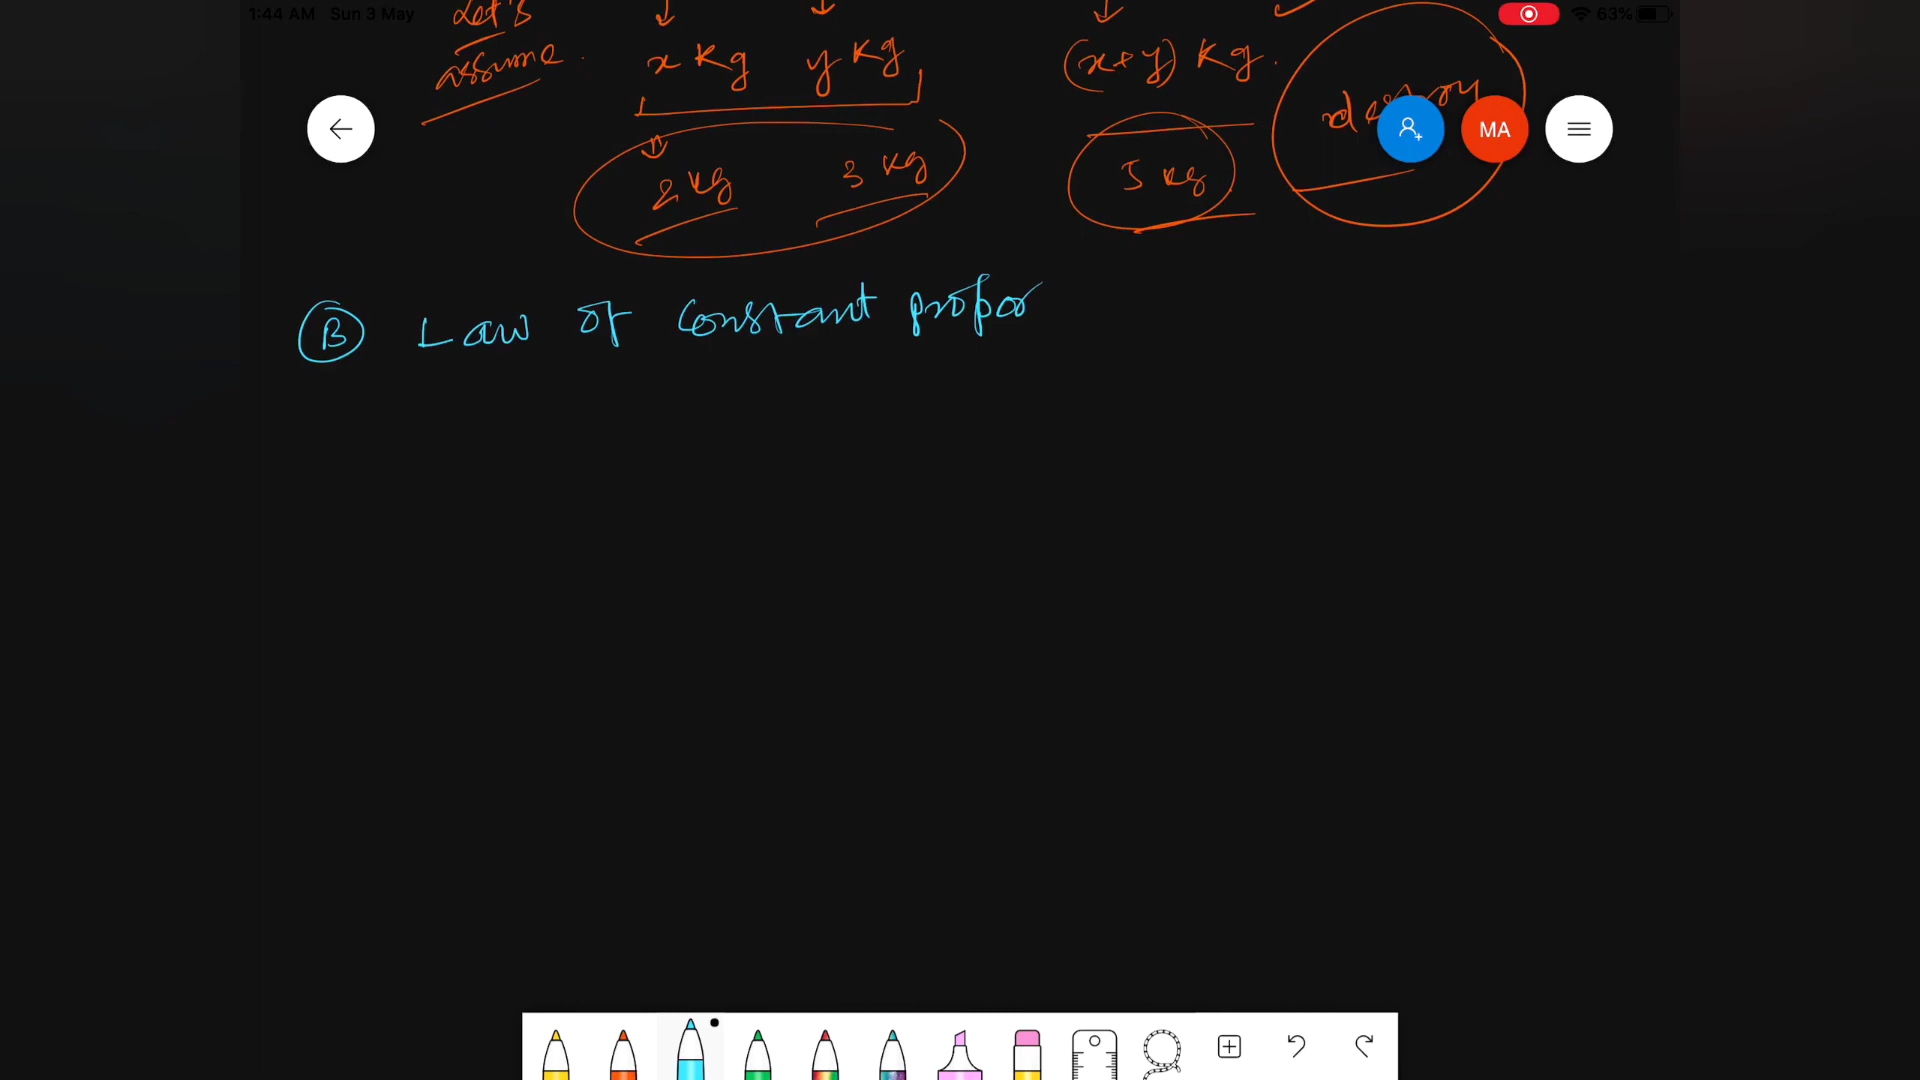 1:44 AM Sun 3 May 63%
Let's
assume.
x kg y kg (x+y) kg.
MA
2 kg 3 kg 5 kg
B Law of constant propor